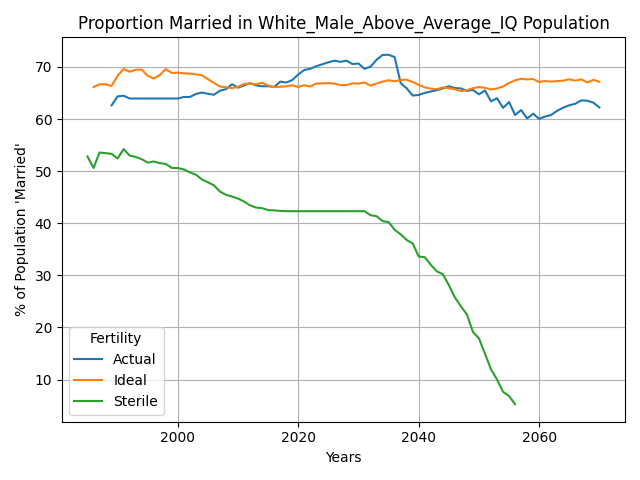 Proportion Married in White_Male_Above_Average_IQ Population
% of Population 'Married'
70
60
50
40
30
20
10
Fertility
Actual
Ideal
Sterile
2000
2020
2040
2060
Years